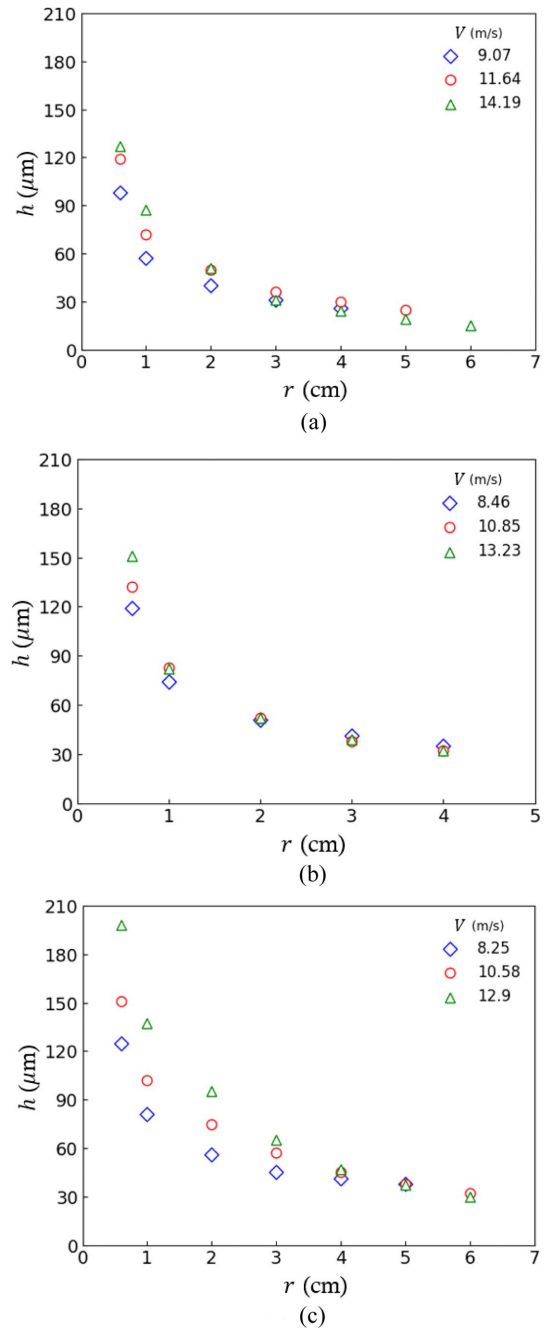 210
180
150
120
90
60
30
0
h (μm)
V (m/s)
9.07
11.64
14.19
0 1 2 3 4 5 6 7
r (cm)
(a)
210
180
150
120
90
60
30
0
h (μm)
V (m/s)
8.46
10.85
13.23
0 1 2 3 4 5
r (cm)
(b)
210
180
150
120
90
60
30
0
h (μm)
V (m/s)
8.25
10.58
12.9
0 1 2 3 4 5 6 7
r (cm)
(c)